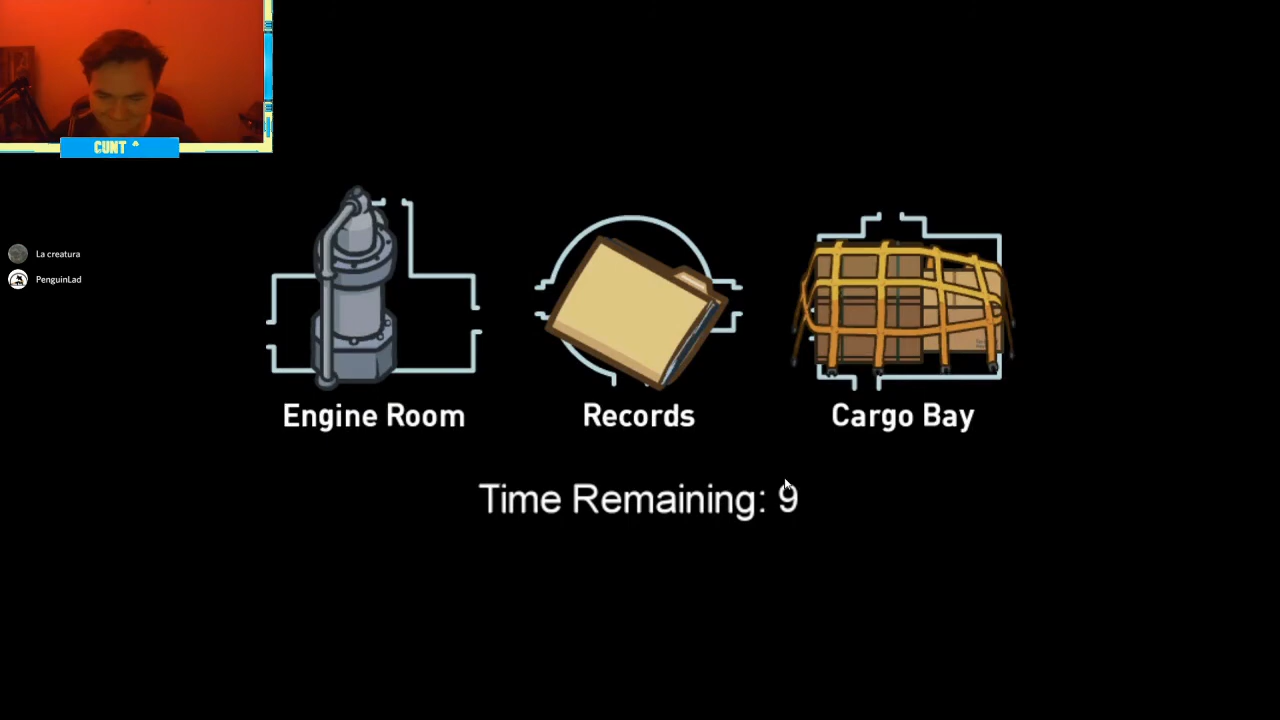 CUNT ^
La creatura
PenguinLad
Engine Room
Records
Cargo Bay
Time Remaining: 9